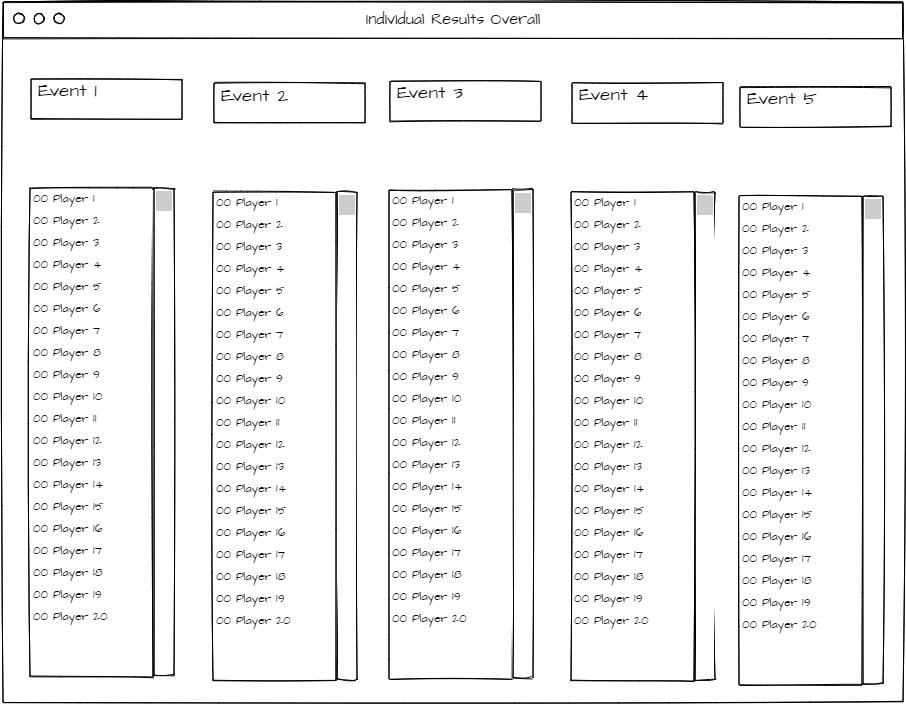 Individual Results Overall
Event 1
Event 2
Event 3
Event 4
Event 5
00 Player 1
00 Player 2
00 Player 3
00 Player 4
00 Player 5
00 Player 6
00 Player 7
00 Player 8
00 Player 9
00 Player 10
00 Player 11
00 Player 12
00 Player 13
00 Player 14
00 Player 15
00 Player 16
00 Player 17
00 Player 18
00 Player 19
00 Player 20
00 Player 1
00 Player 2
00 Player 3
00 Player 4
00 Player 5
00 Player 6
00 Player 7
00 Player 8
00 Player 9
00 Player 10
00 Player 11
00 Player 12
00 Player 13
00 Player 14
00 Player 15
00 Player 16
00 Player 17
00 Player 18
00 Player 19
00 Player 20
00 Player 1
00 Player 2
00 Player 3
00 Player 4
00 Player 5
00 Player 6
00 Player 7
00 Player 8
00 Player 9
00 Player 10
00 Player 11
00 Player 12
00 Player 13
00 Player 14
00 Player 15
00 Player 16
00 Player 17
00 Player 18
00 Player 19
00 Player 20
00 Player 1
00 Player 2
00 Player 3
00 Player 4
00 Player 5
00 Player 6
00 Player 7
00 Player 8
00 Player 9
00 Player 10
00 Player 11
00 Player 12
00 Player 13
00 Player 14
00 Player 15
00 Player 16
00 Player 17
00 Player 18
00 Player 19
00 Player 20
00 Player 1
00 Player 2
00 Player 3
00 Player 4
00 Player 5
00 Player 6
00 Player 7
00 Player 8
00 Player 9
00 Player 10
00 Player 11
00 Player 12
00 Player 13
00 Player 14
00 Player 15
00 Player 16
00 Player 17
00 Player 18
00 Player 19
00 Player 20